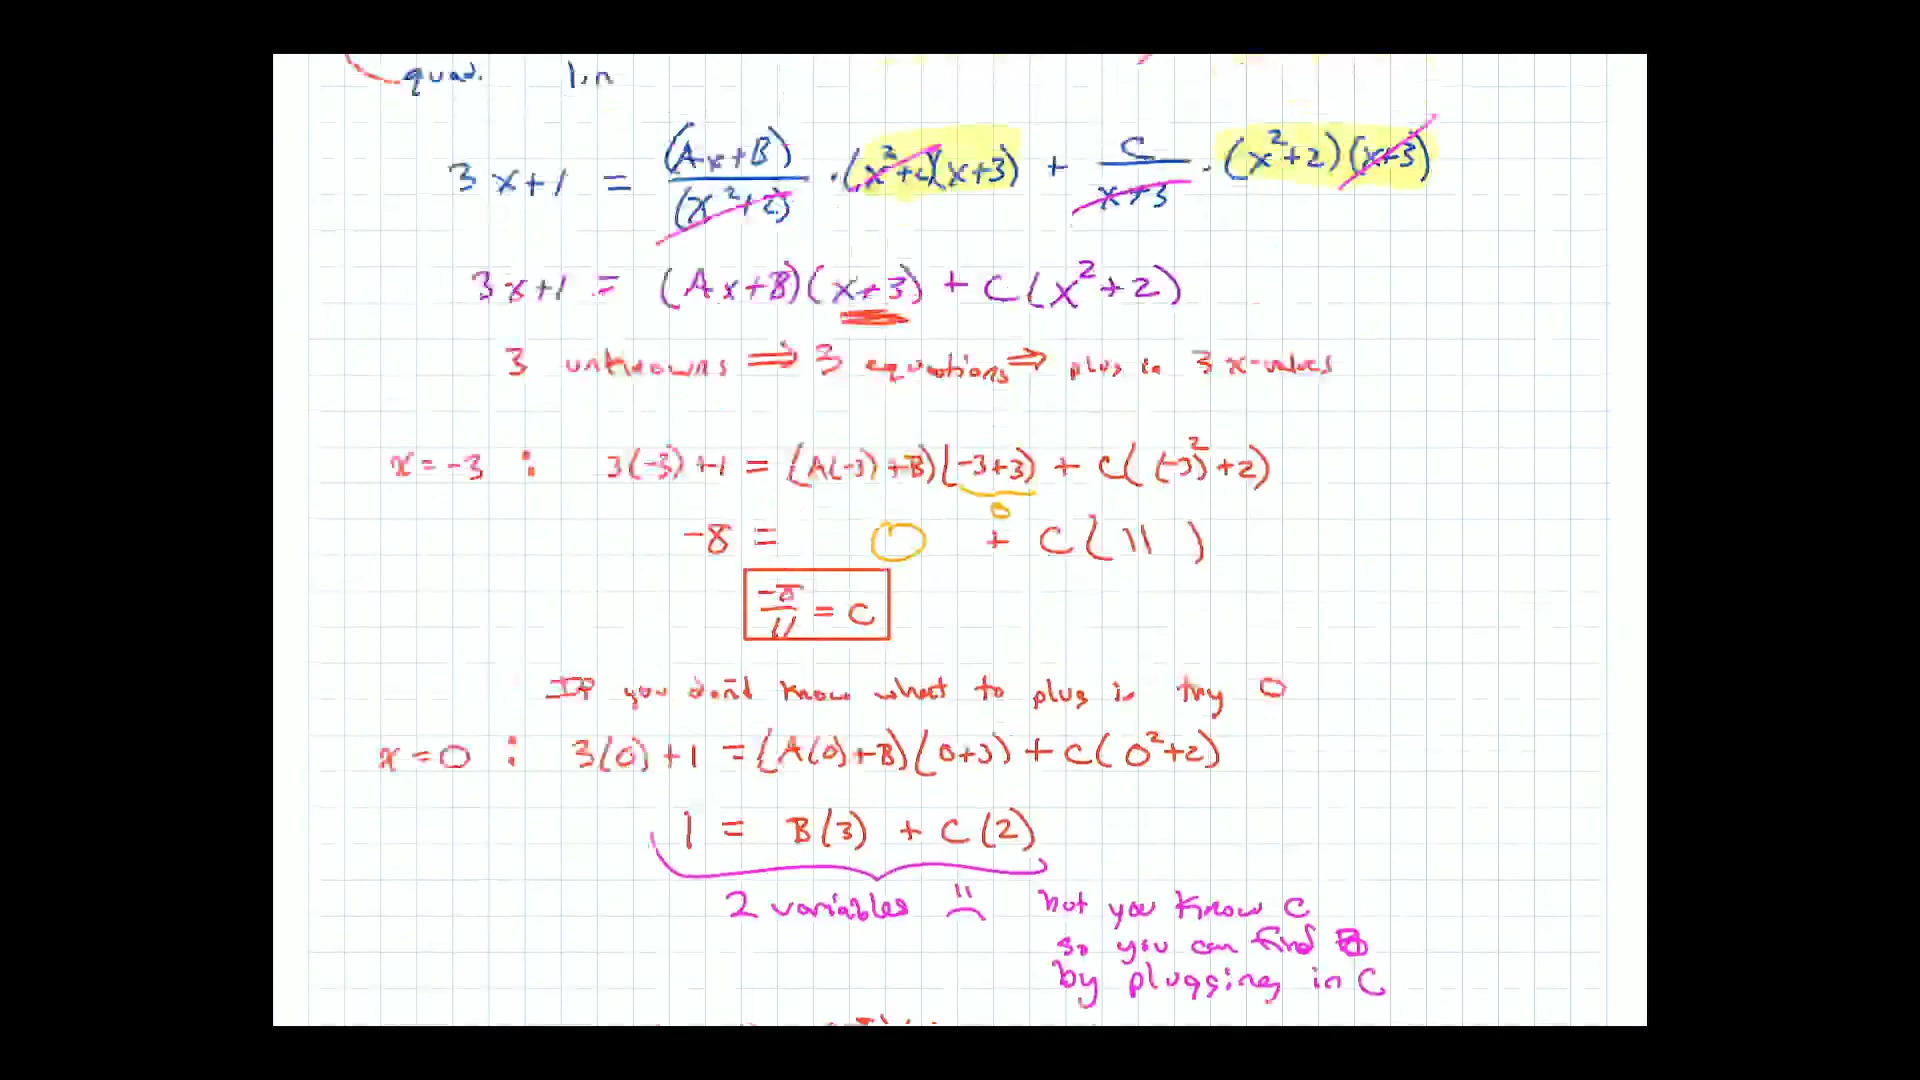 quad. lin
3x+1 = (Ax+B)/(x²+2) · (x²+2)(x+3) + C/(x+3) · (x²+2)(x+3)
3x+1 = (Ax+B)(x+3) + C(x²+2)
3 unknowns ⇒ 3 equations ⇒ plug in 3 x-values
x = -3 : 3(-3)+1 = (A(-3)+B)(-3+3) + C((-3)²+2)
0
-8 = 0 + C(11)
-8/11 = C
If you don't know what to plug in try 0
x = 0 : 3(0)+1 = (A(0)+B)(0+3) + C(0²+2)
1 = B(3) + C(2)
2 variables but you know C
so you can find B
by plugging in C